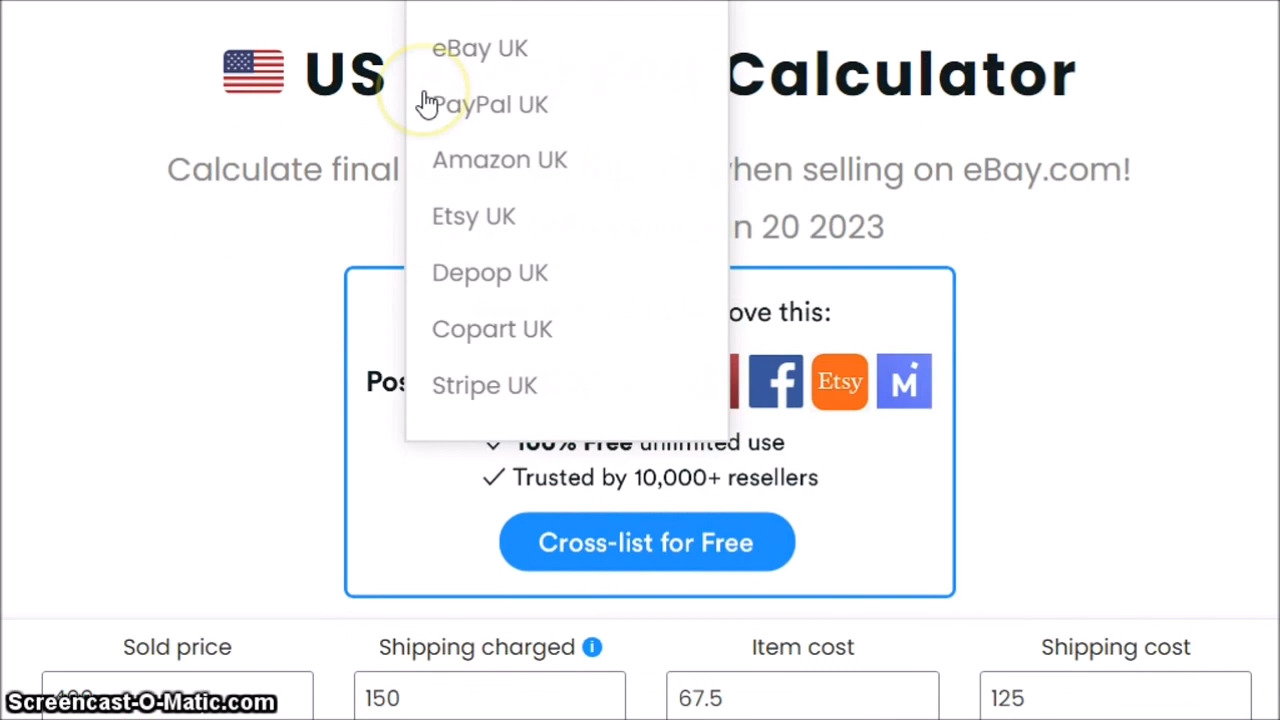 eBay UK
US Calculator
PayPal UK
Amazon UK
Calculate final when selling on eBay.com!
Etsy UK
20 2023
Depop UK
this:
Copart UK
Etsy
Stripe UK
100% Free unlimited use
Trusted by 10,000+ resellers
Cross-list for Free
Sold price Shipping charged i Item cost Shipping cost
150 67.5 125
Screencast-O-Matic.com